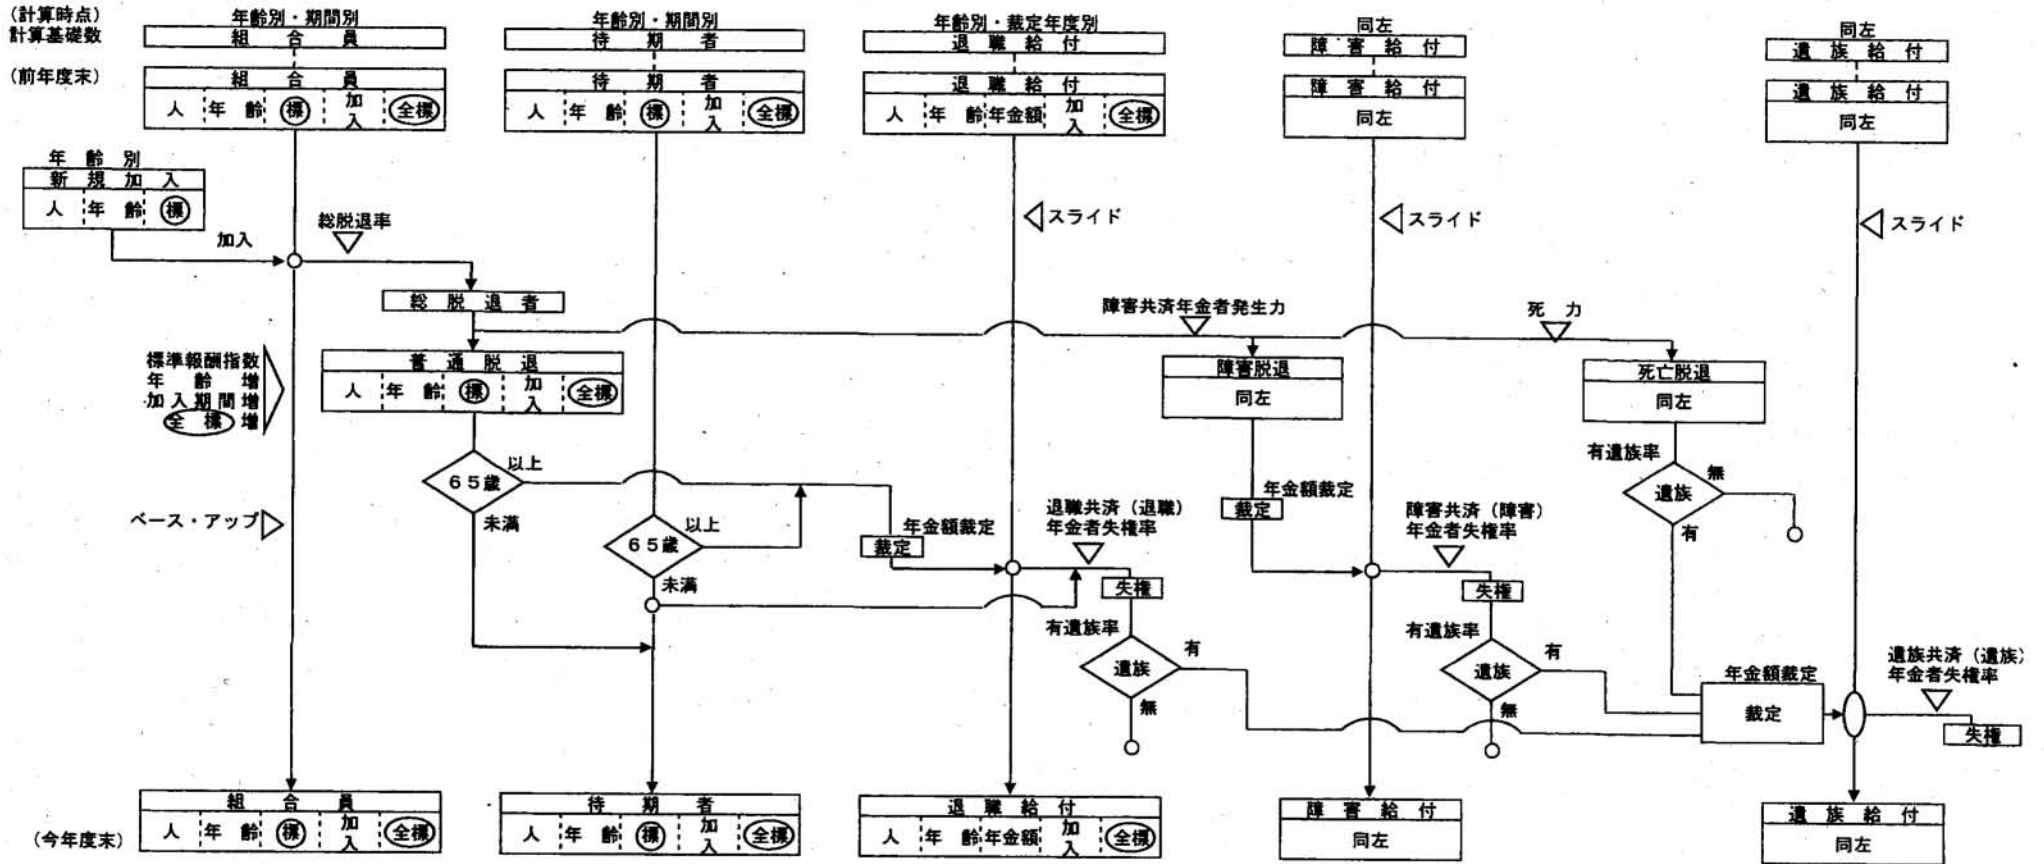 (計算時点)
計算基礎数
年齢別・期間別
組合員
年齢別・期間別
待期者
年齢別・裁定年度別
退職給付
同左
障害給付
同左
遺族給付
(前年度末)
組合員
人 年齢 標 加入 全標
待期者
人 年齢 標 加入 全標
退職給付
人 年齢 年金額 加入 全標
障害給付
同左
遺族給付
同左
年齢別
新規加入
人 年齢 標
加入
総脱退率
スライド
スライド
スライド
総脱退者
障害共済年金者発生力
死力
標準報酬指数
年齢増
加入期間増
全標増
普通脱退
人 年齢 標 加入 全標
障害脱退
同左
死亡脱退
同左
65歳
以上
未満
有遺族率
遺族
無
有
ベース・アップ
65歳
以上
未満
年金額裁定
裁定
退職共済(退職)
年金者失権率
失権
年金額裁定
裁定
障害共済(障害)
年金者失権率
失権
有遺族率
遺族
有
無
有遺族率
遺族
有
無
年金額裁定
裁定
遺族共済(遺族)
年金者失権率
失権
(今年度末)
組合員
人 年齢 標 加入 全標
待期者
人 年齢 標 加入 全標
退職給付
人 年齢 年金額 加入 全標
障害給付
同左
遺族給付
同左